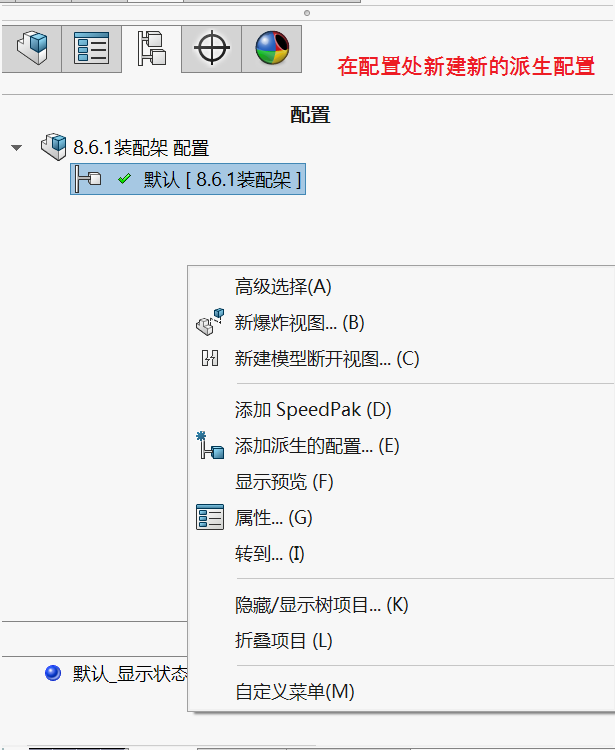 在配置处新建新的派生配置
配置
8.6.1装配架 配置
默认 [ 8.6.1装配架 ]
高级选择(A)
新爆炸视图... (B)
新建模型断开视图... (C)
添加 SpeedPak (D)
添加派生的配置... (E)
显示预览 (F)
属性... (G)
转到... (I)
隐藏/显示树项目... (K)
折叠项目 (L)
默认_显示状态
自定义菜单(M)